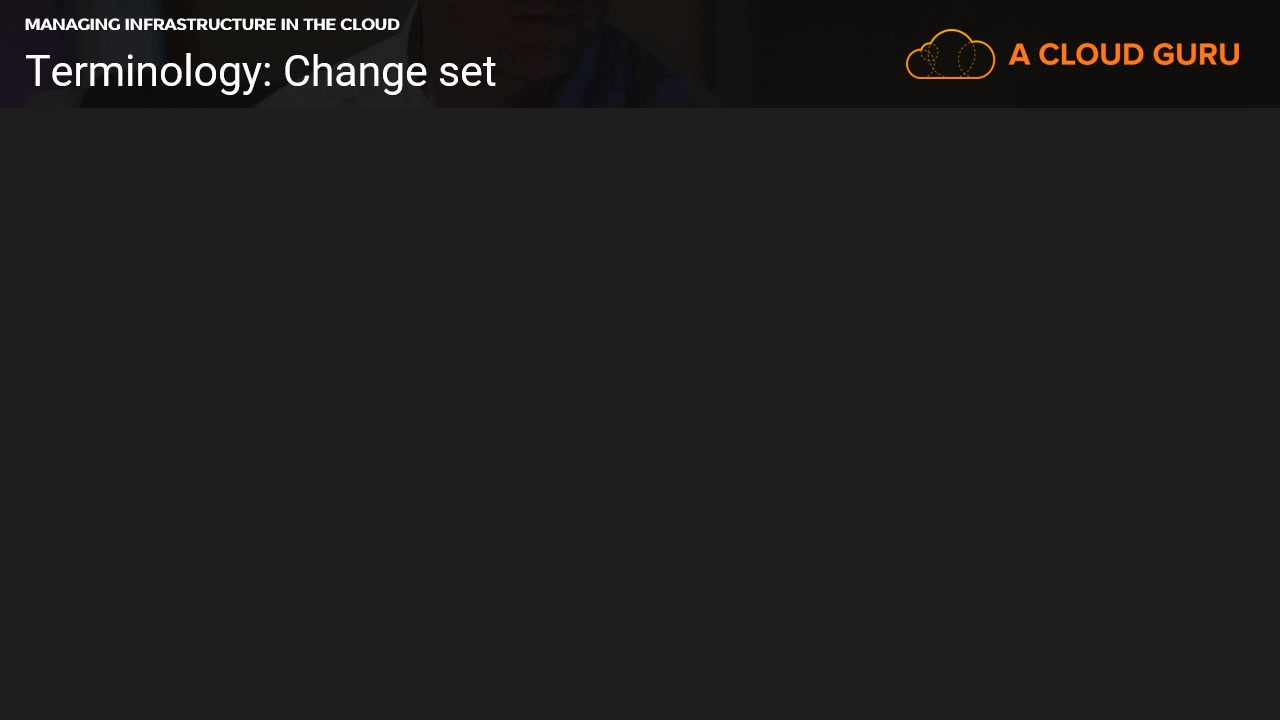 MANAGING INFRASTRUCTURE IN THE CLOUD
Terminology: Change set
A CLOUD GURU